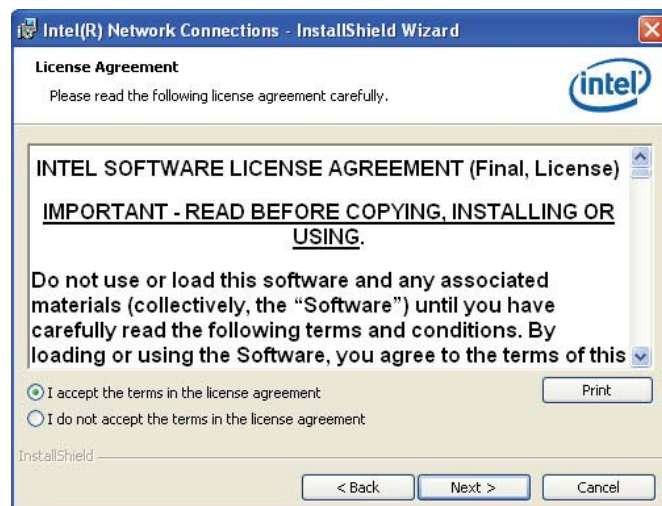 Intel(R) Network Connections - InstallShield Wizard
License Agreement
Please read the following license agreement carefully.
intel
INTEL SOFTWARE LICENSE AGREEMENT (Final, License)
IMPORTANT - READ BEFORE COPYING, INSTALLING OR
USING.
Do not use or load this software and any associated
materials (collectively, the “Software”) until you have
carefully read the following terms and conditions. By
loading or using the Software, you agree to the terms of this
I accept the terms in the license agreement
Print
I do not accept the terms in the license agreement
InstallShield
< Back
Next >
Cancel